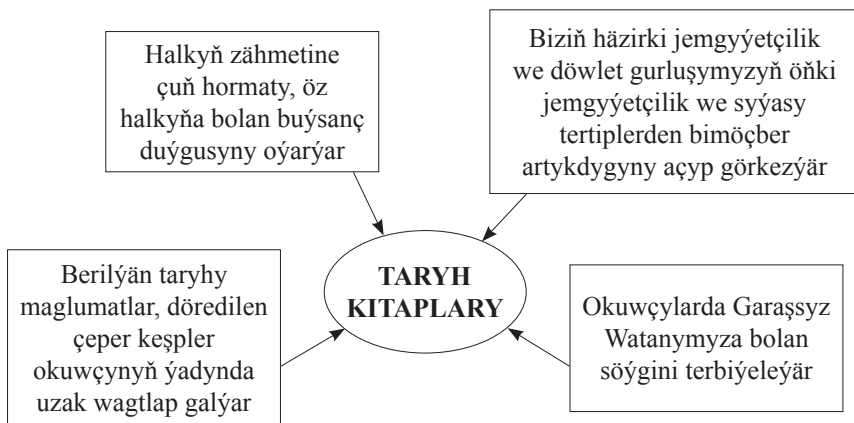 Halkyň zähmetine
çuň hormaty, öz
halkyňa bolan buýsanç
duýgusyny oýarýar
Biziň häzirki jemgyýetçilik
we döwlet gurluşymyzyň öňki
jemgyýetçilik we syýasy
tertiplerden bimöçber
artykdygyny açyp görkezýär
TARYH
KITAPLARY
Berilýän taryhy
maglumatlar, döredilen
çeper keşpler
okuwçynyň ýadynda
uzak wagtlap galýar
Okuwçylarda Garaşsyz
Watanymyza bolan
söýgini terbiýeleýär